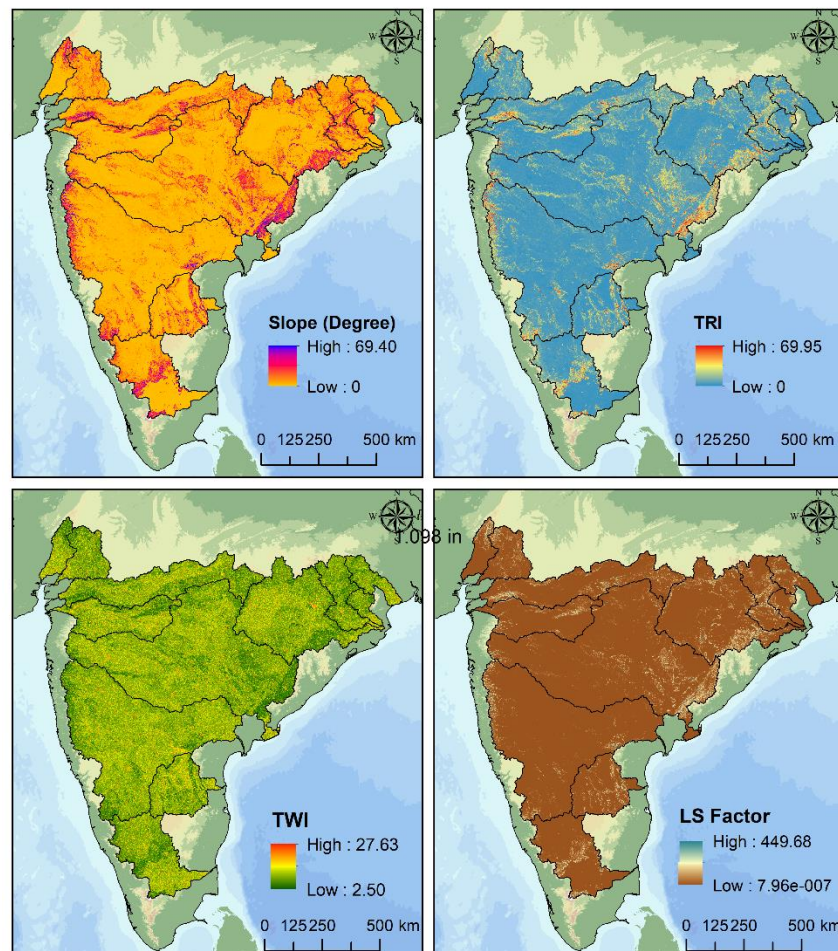 N
W E
S
Slope (Degree)
High : 69.40
Low : 0
0 125 250 500 km
N
W E
S
TRI
High : 69.95
Low : 0
0 125 250 500 km
N
W E
S
1.098 in
TWI
High : 27.63
Low : 2.50
0 125 250 500 km
N
W E
S
LS Factor
High : 449.68
Low : 7.96e-007
0 125 250 500 km